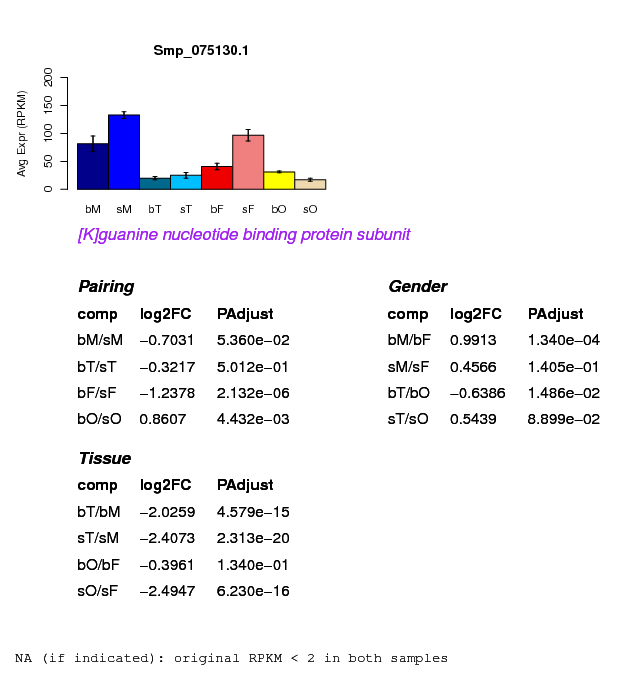 Smp_075130.1
Avg Expr (RPKM)
200
150
100
50
0
bM sM bT sT bF sF bO sO
[K]guanine nucleotide binding protein subunit
Pairing
comp log2FC PAdjust
bM/sM −0.7031 5.360e−02
bT/sT −0.3217 5.012e−01
bF/sF −1.2378 2.132e−06
bO/sO 0.8607 4.432e−03
Gender
comp log2FC PAdjust
bM/bF 0.9913 1.340e−04
sM/sF 0.4566 1.405e−01
bT/bO −0.6386 1.486e−02
sT/sO 0.5439 8.899e−02
Tissue
comp log2FC PAdjust
bT/bM −2.0259 4.579e−15
sT/sM −2.4073 2.313e−20
bO/bF −0.3961 1.340e−01
sO/sF −2.4947 6.230e−16
NA (if indicated): original RPKM < 2 in both samples